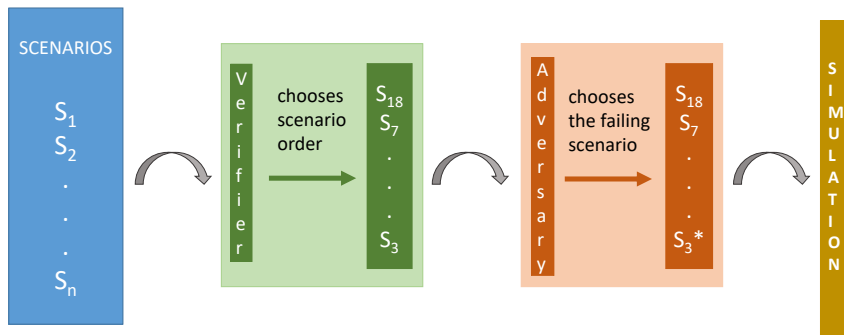 SCENARIOS
S1
S2
.
.
.
Sn
Verifier
chooses
scenario
order
S18
S7
.
.
.
S3
Adversary
chooses
the failing
scenario
S18
S7
.
.
.
S3*
SIMULATION